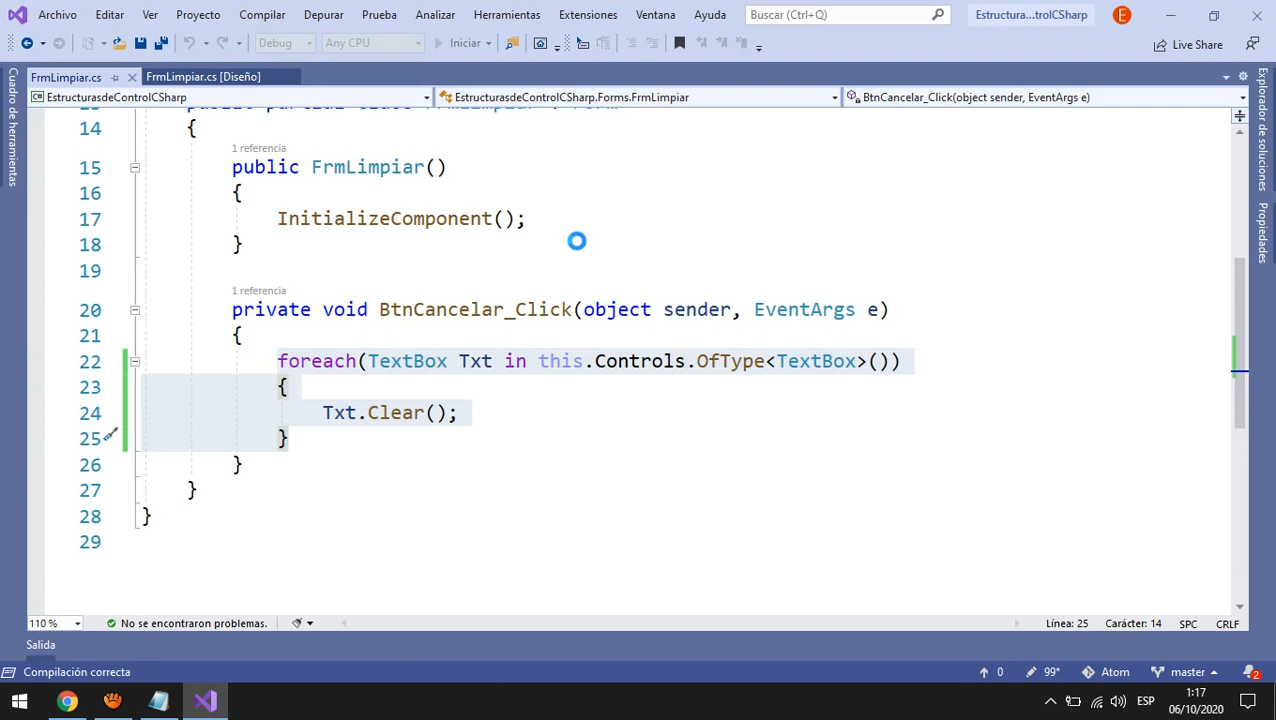 Archivo Editar Ver Proyecto Compilar Depurar Prueba Analizar Herramientas Extensiones Ventana Ayuda Buscar (Ctrl+Q) Estructura...trolCSharp E
Debug Any CPU Iniciar Live Share
FrmLimpiar.cs FrmLimpiar.cs [Diseño]
EstructurasdeControlCSharp EstructurasdeControlCSharp.Forms.FrmLimpiar BtnCancelar_Click(object sender, EventArgs e)
Cuadro de herramientas
Explorador de soluciones
Propiedades
14 {
1 referencia
15 public FrmLimpiar()
16 {
17 InitializeComponent();
18 }
19
1 referencia
20 private void BtnCancelar_Click(object sender, EventArgs e)
21 {
22 foreach(TextBox Txt in this.Controls.OfType<TextBox>())
23 {
24 Txt.Clear();
25 }
26 }
27 }
28 }
29
110 % No se encontraron problemas. Línea: 25 Carácter: 14 SPC CRLF
Salida
Compilación correcta 0 99* Atom master 2
ESP 1:17
06/10/2020